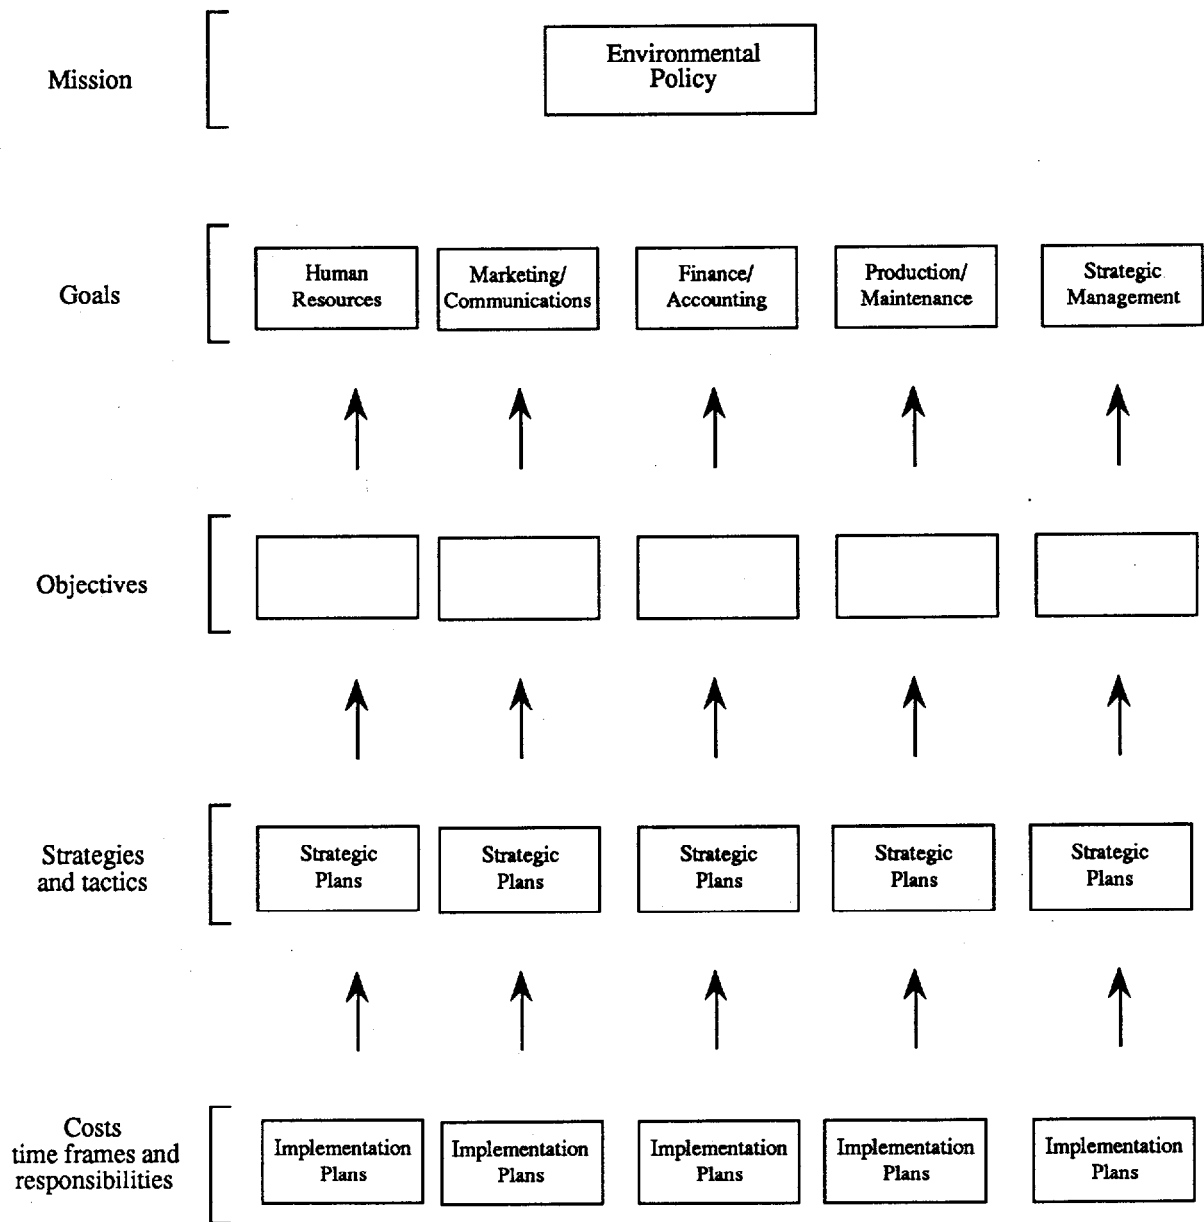 Mission
Environmental
Policy
Goals
Human
Resources
Marketing/
Communications
Finance/
Accounting
Production/
Maintenance
Strategic
Management
Objectives
Strategies
and tactics
Strategic
Plans
Strategic
Plans
Strategic
Plans
Strategic
Plans
Strategic
Plans
Costs
time frames and
responsibilities
Implementation
Plans
Implementation
Plans
Implementation
Plans
Implementation
Plans
Implementation
Plans